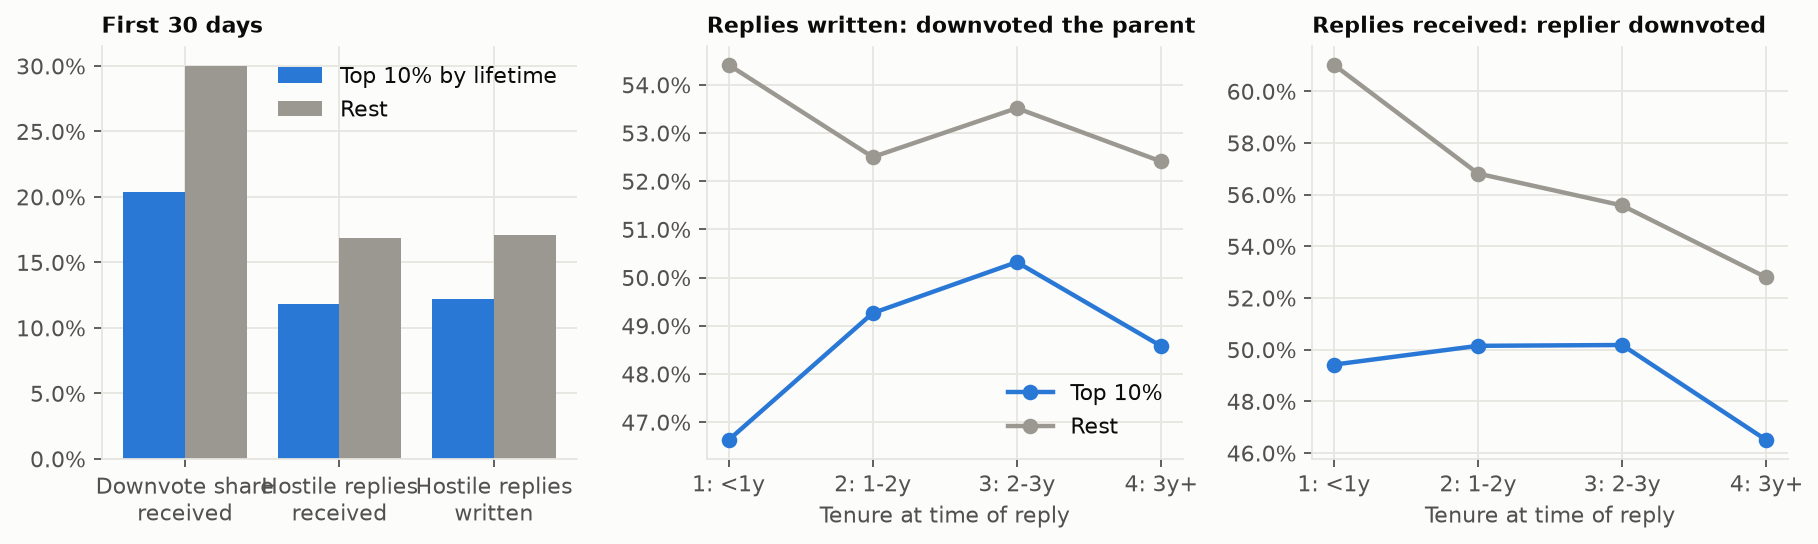 First 30 days
30.0%
25.0%
20.0%
15.0%
10.0%
5.0%
0.0%
Top 10% by lifetime
Rest
Downvote share
received
Hostile replies
received
Hostile replies
written
Replies written: downvoted the parent
54.0%
53.0%
52.0%
51.0%
50.0%
49.0%
48.0%
47.0%
Top 10%
Rest
1: <1y
2: 1-2y
3: 2-3y
4: 3y+
Tenure at time of reply
Replies received: replier downvoted
60.0%
58.0%
56.0%
54.0%
52.0%
50.0%
48.0%
46.0%
1: <1y
2: 1-2y
3: 2-3y
4: 3y+
Tenure at time of reply